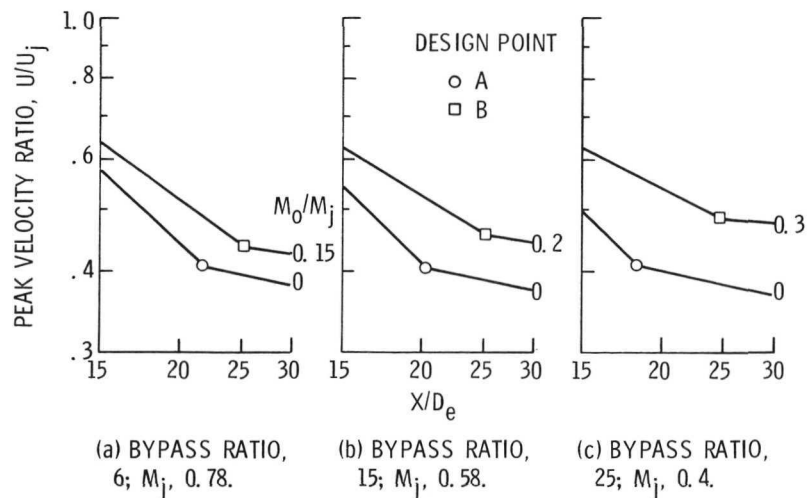 1.0
.8
.6
.4
.3
PEAK VELOCITY RATIO, U/Uj
DESIGN POINT
A
B
Mo/Mj
0.15
0
0.2
0
0.3
0
15 20 25 30
15 20 25 30
15 20 25 30
X/De
(a) BYPASS RATIO,
6; Mj, 0.78.
(b) BYPASS RATIO,
15; Mj, 0.58.
(c) BYPASS RATIO,
25; Mj, 0.4.